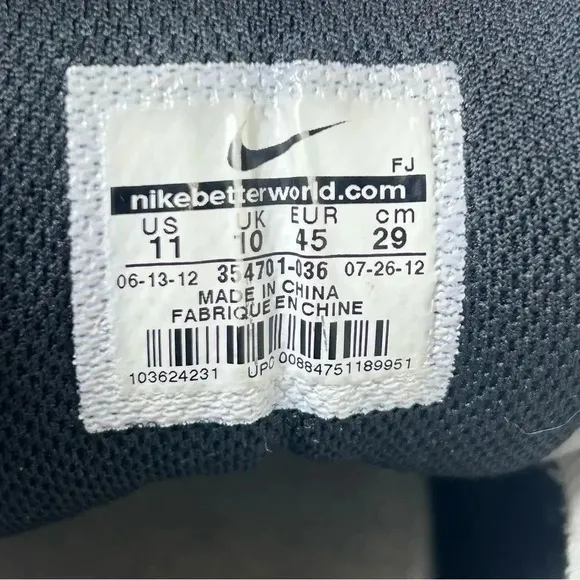 FJ
nikebetterworld.com
US UK EUR cm
11 10 45 29
06-13-12 354701-036 07-26-12
MADE IN CHINA
FABRIQUE EN CHINE
103624231 UPC 00884751189951